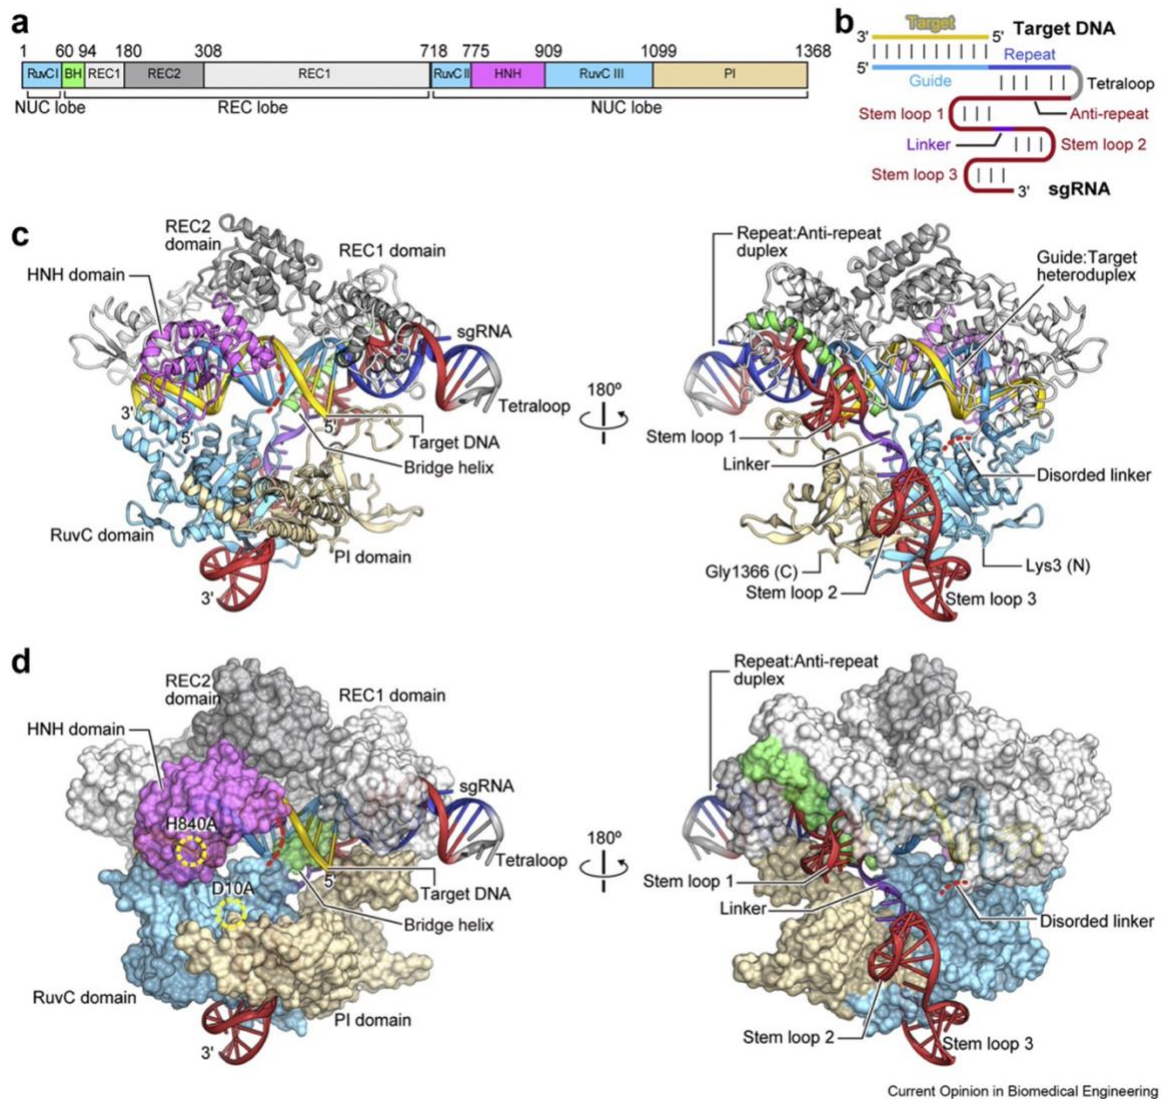 a
1 60 94 180 308 718 775 909 1099 1368
RuvC I BH REC1 REC2 REC1 RuvC II HNH RuvC III PI
NUC lobe REC lobe NUC lobe
b
Target
3' 5' Target DNA
Repeat
5'
Guide
Tetraloop
Stem loop 1
Anti-repeat
Linker
Stem loop 2
Stem loop 3
3' sgRNA
c
REC2
domain
REC1 domain
HNH domain
sgRNA
3'
5'
5'
Tetraloop
Target DNA
Bridge helix
RuvC domain
PI domain
3'
180º
Repeat:Anti-repeat
duplex
Guide:Target
heteroduplex
Stem loop 1
Linker
Disorded linker
Gly1366 (C)
Lys3 (N)
Stem loop 2
Stem loop 3
d
REC2
domain
REC1 domain
HNH domain
sgRNA
H840A
Tetraloop
D10A
5'
Target DNA
Bridge helix
RuvC domain
PI domain
3'
180º
Repeat:Anti-repeat
duplex
Stem loop 1
Linker
Disorded linker
Stem loop 2
Stem loop 3
Current Opinion in Biomedical Engineering